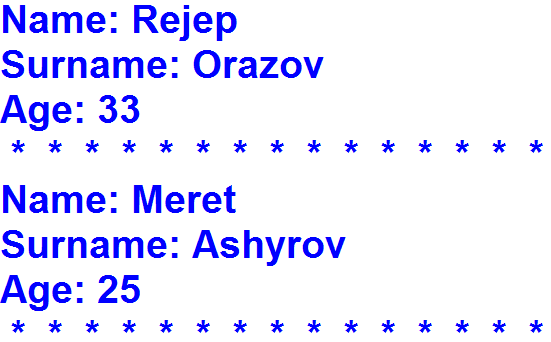 Name: Rejep
Surname: Orazov
Age: 33
* * * * * * * * * * * * * * *
Name: Meret
Surname: Ashyrov
Age: 25
* * * * * * * * * * * * * * *